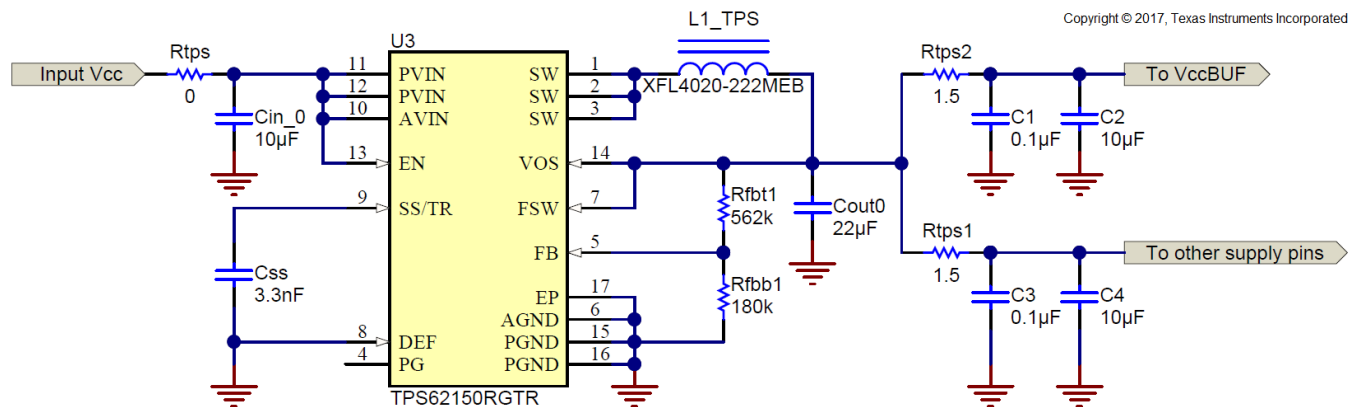 Copyright © 2017, Texas Instruments Incorporated
L1_TPS
U3
Rtps
Rtps2
Input Vcc
11
PVIN
SW
1
To VccBUF
0
12
PVIN
SW
2
XFL4020-222MEB
1.5
10
AVIN
SW
3
Cin_0
10µF
C1
0.1µF
C2
10µF
13
EN
VOS
14
9
SS/TR
FSW
7
Rfbt1
562k
Cout0
22µF
Rtps1
FB
5
To other supply pins
1.5
Css
3.3nF
EP
17
Rfbb1
180k
C3
0.1µF
C4
10µF
AGND
6
8
DEF
PGND
15
4
PG
PGND
16
TPS62150RGTR